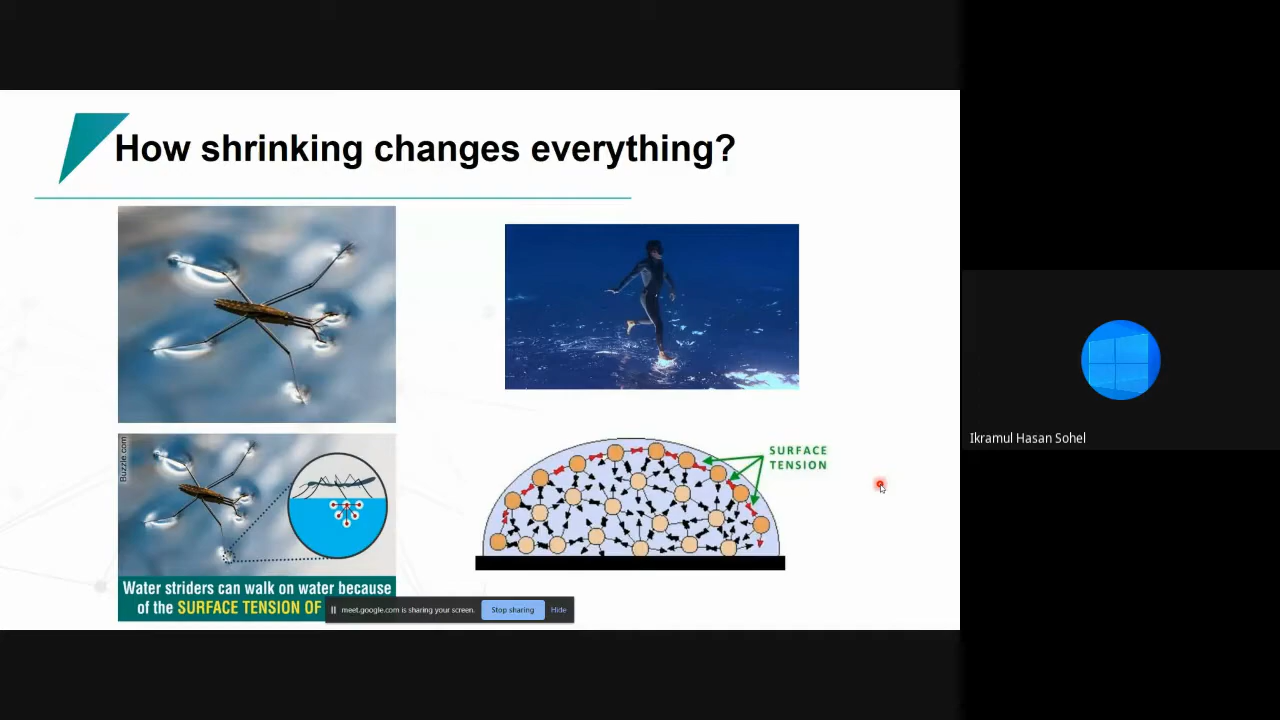 How shrinking changes everything?
Buzzle.com
Water striders can walk on water because
of the SURFACE TENSION OF
SURFACE
TENSION
meet.google.com is sharing your screen.
Stop sharing
Hide
Ikramul Hasan Sohel